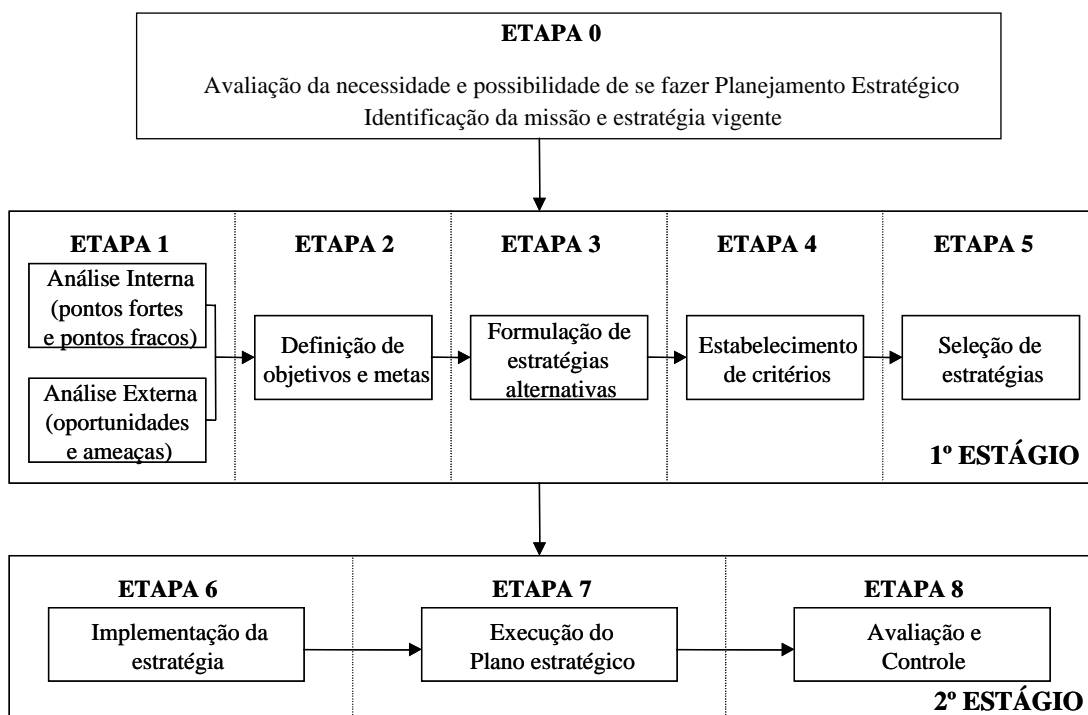 ETAPA 0
Avaliação da necessidade e possibilidade de se fazer Planejamento Estratégico
Identificação da missão e estratégia vigente
ETAPA 1
Análise Interna
(pontos fortes
e pontos fracos)
Análise Externa
(oportunidades
e ameaças)
ETAPA 2
Definição de
objetivos e metas
ETAPA 3
Formulação de
estratégias
alternativas
ETAPA 4
Estabelecimento
de critérios
ETAPA 5
Seleção de
estratégias
1º ESTÁGIO
ETAPA 6
Implementação da
estratégia
ETAPA 7
Execução do
Plano estratégico
ETAPA 8
Avaliação e
Controle
2º ESTÁGIO